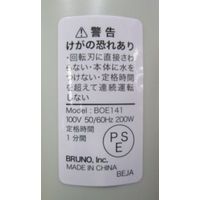 ⚠警告
けがの恐れあり
・回転刃に直接さわ
らない・本体に水を
つけない・定格時間
を超えて連続運転し
ない
Model : BOE141
100V 50/60Hz 200W
定格時間
1分間
PS
E
BRUNO, Inc.
MADE IN CHINA
BEJA